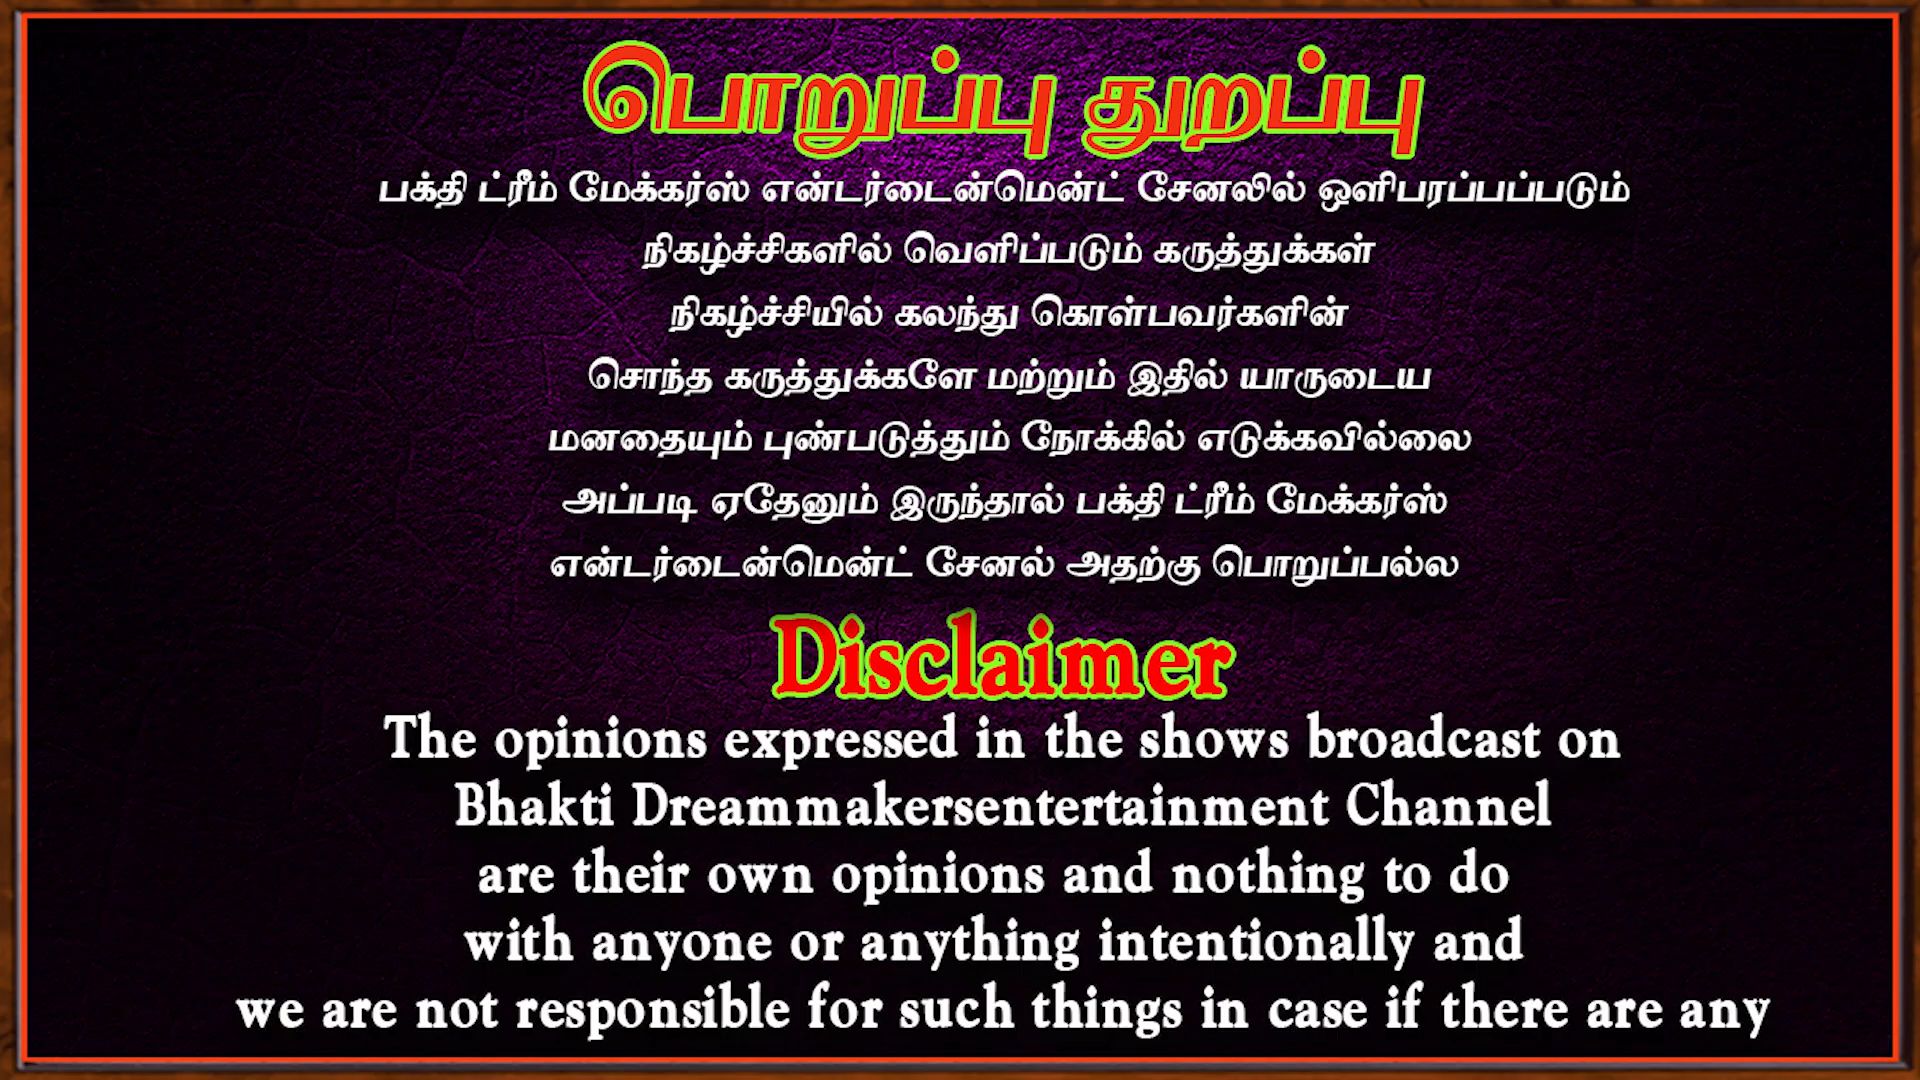 பொறுப்பு துறப்பு
பக்தி ட்ரீம் மேக்கர்ஸ் என்டர்டைன்மென்ட் சேனலில் ஒளிபரப்பப்படும்
நிகழ்ச்சிகளில் வெளிப்படும் கருத்துக்கள்
நிகழ்ச்சியில் கலந்து கொள்பவர்களின்
சொந்த கருத்துக்களே மற்றும் இதில் யாருடைய
மனதையும் புண்படுத்தும் நோக்கில் எடுக்கவில்லை
அப்படி ஏதேனும் இருந்தால் பக்தி ட்ரீம் மேக்கர்ஸ்
என்டர்டைன்மென்ட் சேனல் அதற்கு பொறுப்பல்ல
Disclaimer
The opinions expressed in the shows broadcast on
Bhakti Dreammakersentertainment Channel
are their own opinions and nothing to do
with anyone or anything intentionally and
we are not responsible for such things in case if there are any